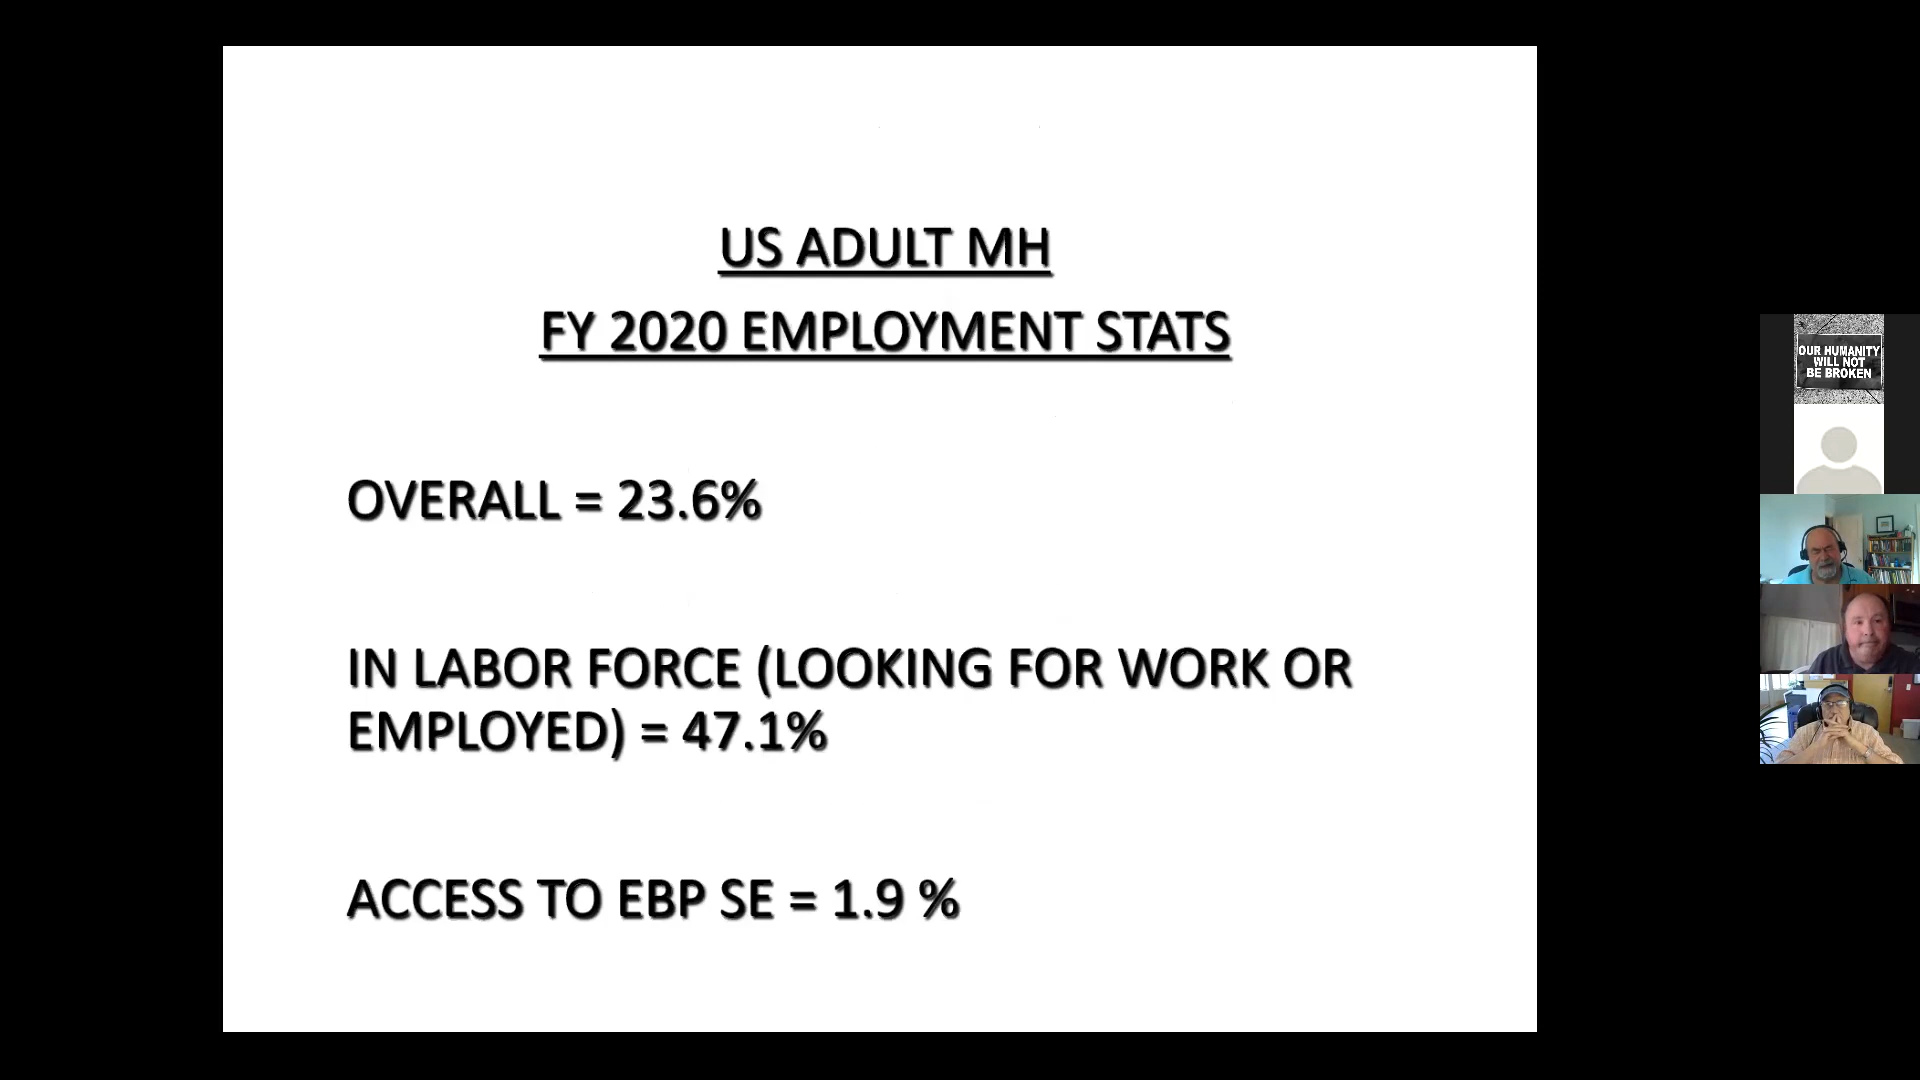 US ADULT MH
FY 2020 EMPLOYMENT STATS
OVERALL = 23.6%
IN LABOR FORCE (LOOKING FOR WORK OR
EMPLOYED) = 47.1%
ACCESS TO EBP SE = 1.9 %
OUR HUMANITY
WILL NOT
BE BROKEN